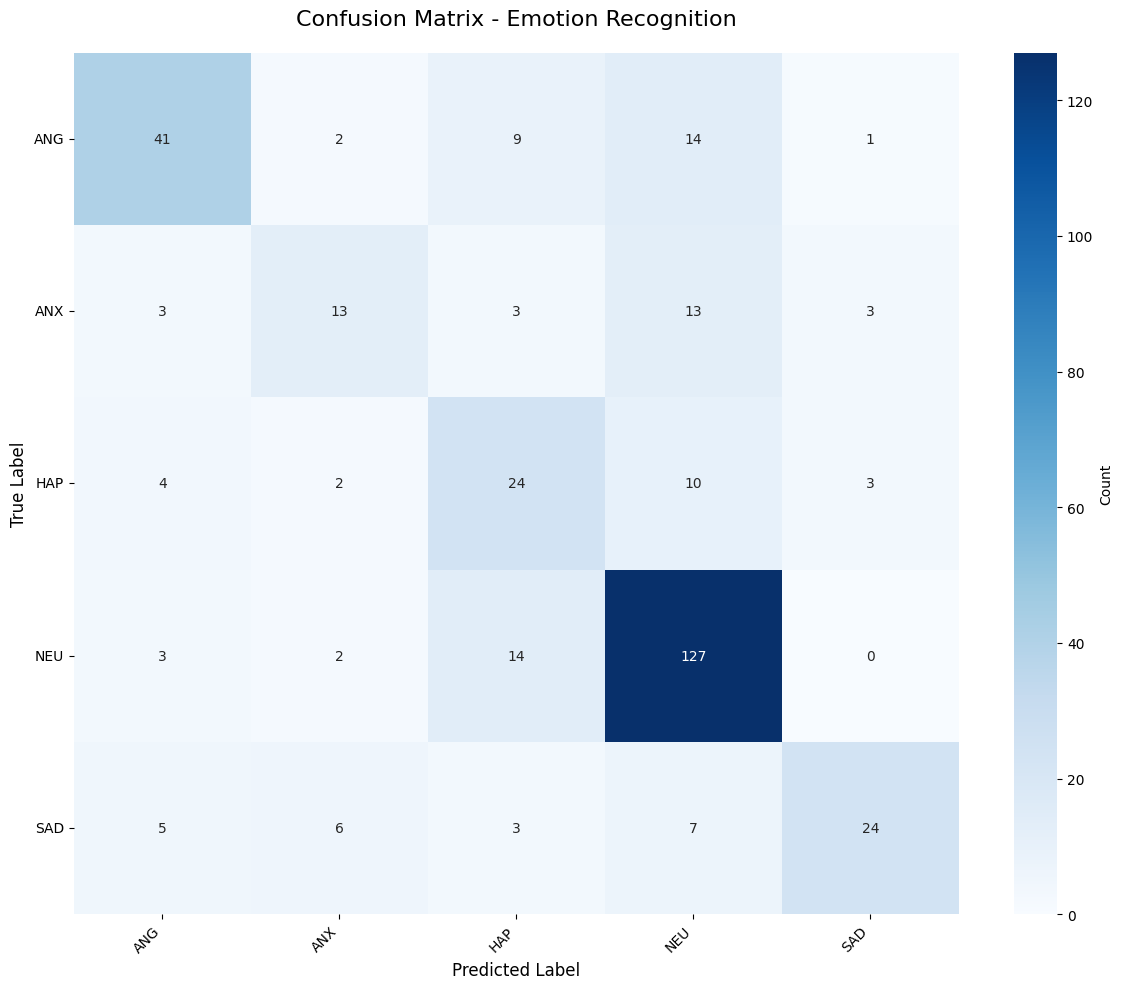 Confusion Matrix - Emotion Recognition
ANG 41 2 9 14 1
ANX 3 13 3 13 3
HAP 4 2 24 10 3
NEU 3 2 14 127 0
SAD 5 6 3 7 24
ANG ANX HAP NEU SAD
Predicted Label
True Label
120
100
80
60
40
20
0
Count